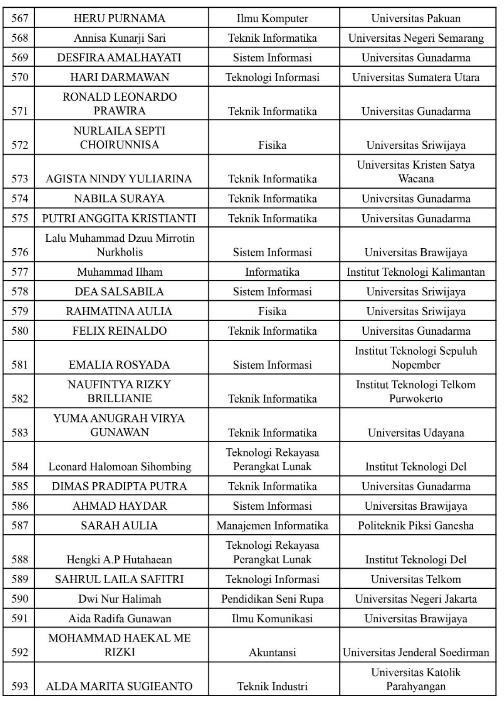 567 HERU PURNAMA Ilmu Komputer Universitas Pakuan
568 Annisa Kunarji Sari Teknik Informatika Universitas Negeri Semarang
569 DESFIRA AMALHAYATI Sistem Informasi Universitas Gunadarma
570 HARI DARMAWAN Teknologi Informasi Universitas Sumatera Utara
RONALD LEONARDO
571 PRAWIRA Teknik Informatika Universitas Gunadarma
NURLAILA SEPTI
572 CHOIRUNNISA Fisika Universitas Sriwijaya
Universitas Kristen Satya
573 AGISTA NINDY YULIARINA Teknik Informatika Wacana
574 NABILA SURAYA Teknik Informatika Universitas Gunadarma
575 PUTRI ANGGITA KRISTIANTI Teknik Informatika Universitas Gunadarma
Lalu Muhammad Dzuu Mirrotin
576 Nurkholis Sistem Informasi Universitas Brawijaya
577 Muhammad Ilham Informatika Institut Teknologi Kalimantan
578 DEA SALSABILA Sistem Informasi Universitas Sriwijaya
579 RAHMATINA AULIA Fisika Universitas Sriwijaya
580 FELIX REINALDO Teknik Informatika Universitas Gunadarma
Institut Teknologi Sepuluh
581 EMALIA ROSYADA Sistem Informasi Nopember
NAUFINTYA RIZKY Institut Teknologi Telkom
582 BRILLIANIE Teknik Informatika Purwokerto
YUMA ANUGRAH VIRYA
583 GUNAWAN Teknik Informatika Universitas Udayana
Teknologi Rekayasa
584 Leonard Halomoan Sihombing Perangkat Lunak Institut Teknologi Del
585 DIMAS PRADIPTA PUTRA Teknik Informatika Universitas Gunadarma
586 AHMAD HAYDAR Sistem Informasi Universitas Brawijaya
587 SARAH AULIA Manajemen Informatika Politeknik Piksi Ganesha
Teknologi Rekayasa
588 Hengki A.P Hutahaean Perangkat Lunak Institut Teknologi Del
589 SAHRUL LAILA SAFITRI Teknologi Informasi Universitas Telkom
590 Dwi Nur Halimah Pendidikan Seni Rupa Universitas Negeri Jakarta
591 Aida Radifa Gunawan Ilmu Komunikasi Universitas Brawijaya
MOHAMMAD HAEKAL ME
592 RIZKI Akuntansi Universitas Jenderal Soedirman
Universitas Katolik
593 ALDA MARITA SUGIEANTO Teknik Industri Parahyangan